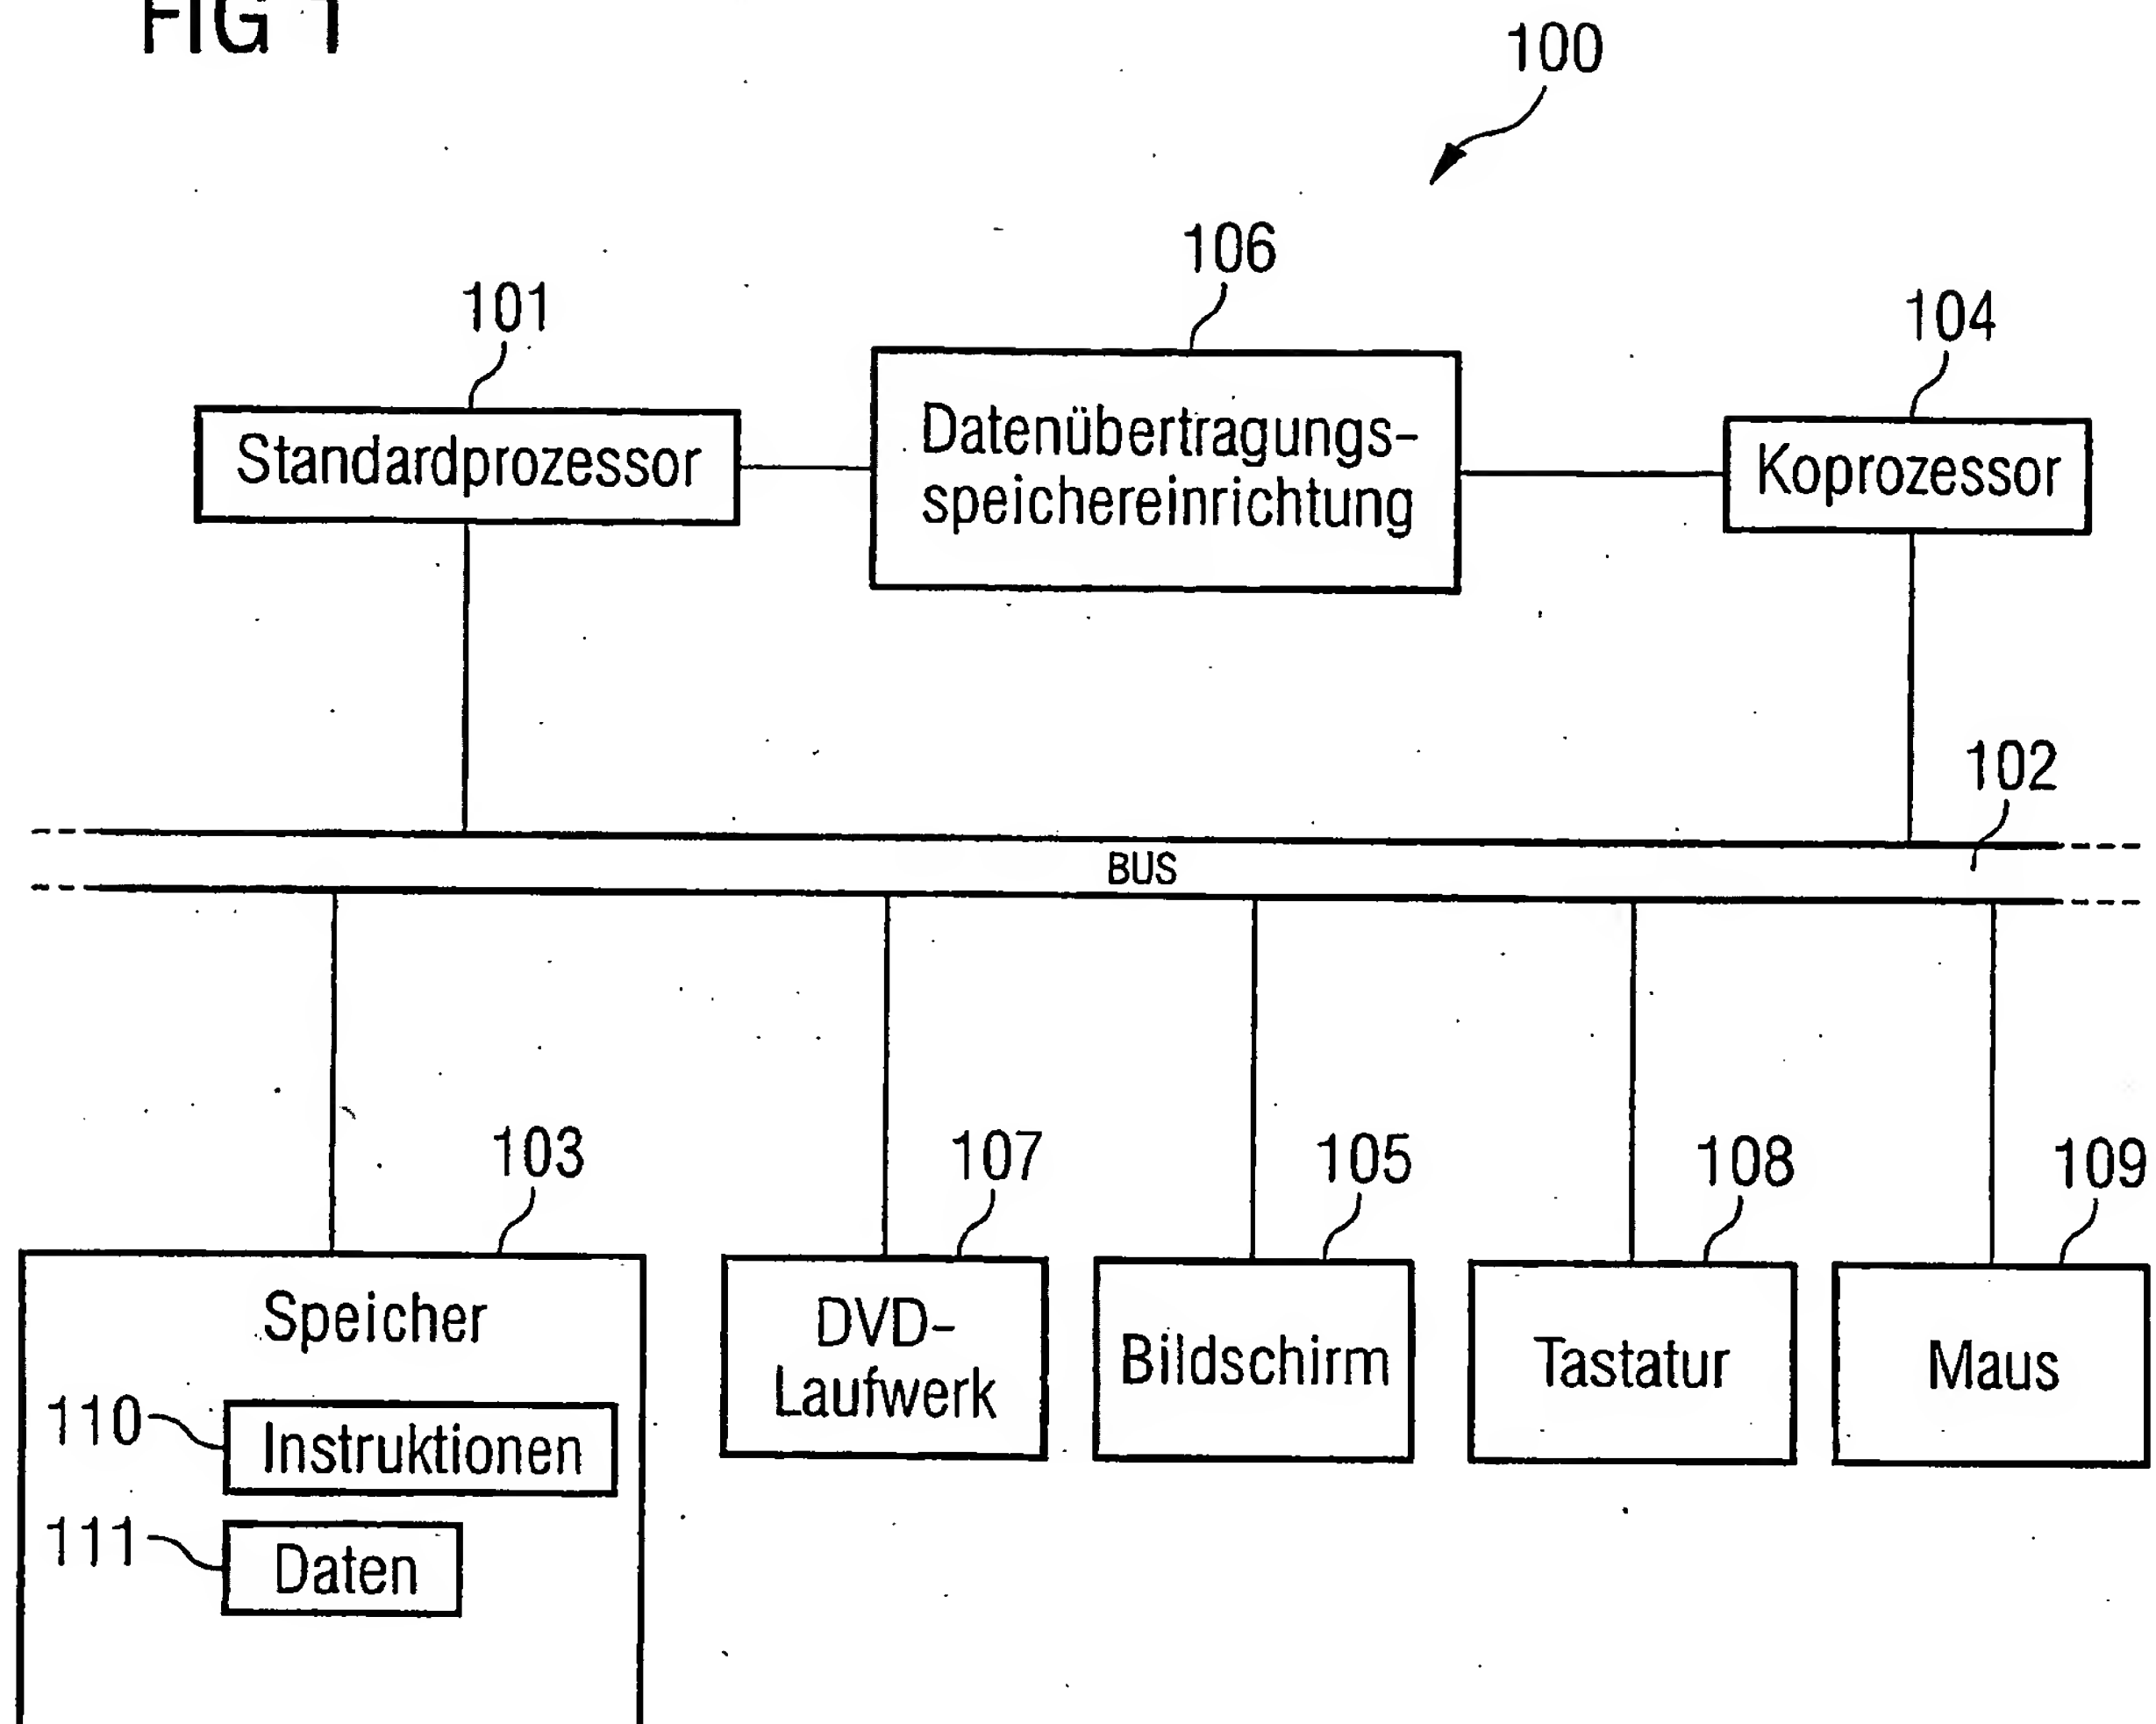 FIG 1
100
106
101
104
Standardprozessor
Datenübertragungs-
speichereinrichtung
Koprozessor
102
BUS
103
107
105
108
109
Speicher
DVD-
Laufwerk
Bildschirm
Tastatur
Maus
110
Instruktionen
111
Daten